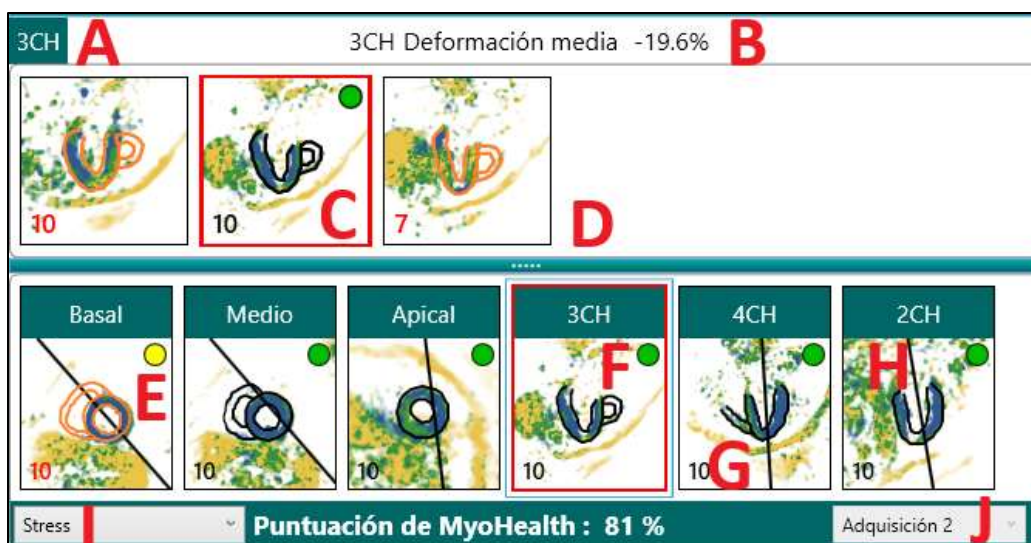 3CH A 3CH Deformación media -19.6% B
10 10 C 7 D
Basal Medio Apical 3CH 4CH 2CH
E F H
10 10 10 10 10 G 10
Stress I Puntuación de MyoHealth : 81 % Adquisición 2 J